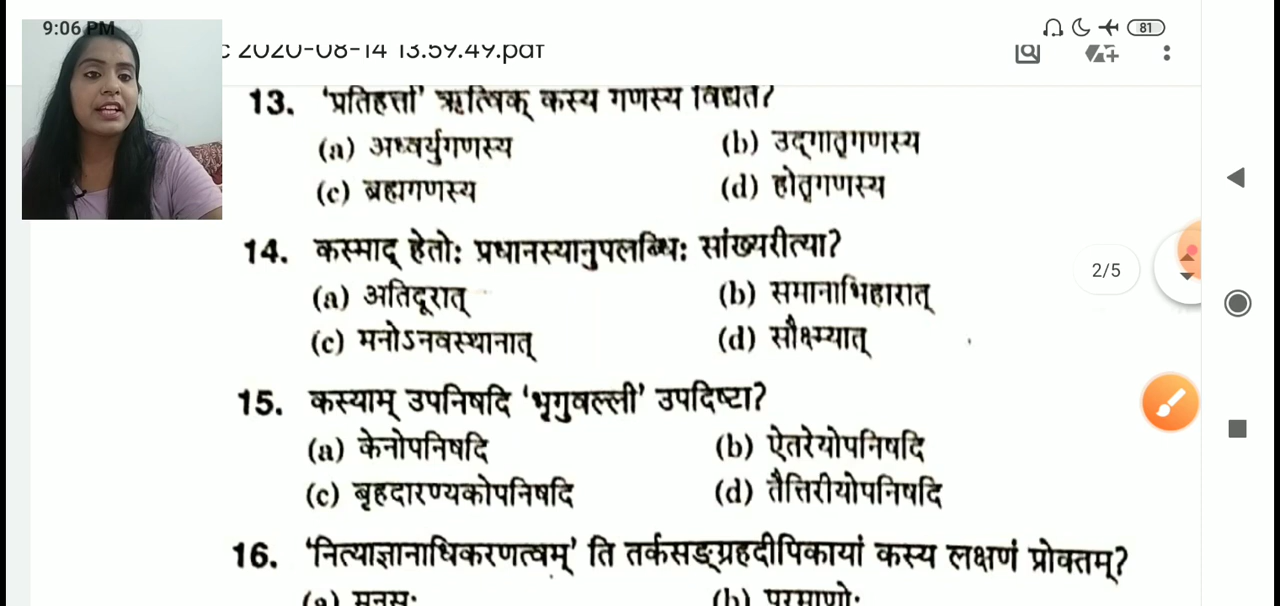 9:06 PM
81
2020-08-14 13.59.49.pdf
13. 'प्रतिहर्त्ता' ऋत्विक् कस्य गणस्य विद्यते?
(a) अध्वर्युगणस्य (b) उद्गातृगणस्य
(c) ब्रह्मगणस्य (d) होतृगणस्य
14. कस्माद् हेतोः प्रधानस्यानुपलब्धिः सांख्यरीत्या?
2/5
(a) अतिदूरात् (b) समानाभिहारात्
(c) मनोऽनवस्थानात् (d) सौक्ष्म्यात्
15. कस्याम् उपनिषदि 'भृगुवल्ली' उपदिष्टा?
(a) केनोपनिषदि (b) ऐतरेयोपनिषदि
(c) बृहदारण्यकोपनिषदि (d) तैत्तिरीयोपनिषदि
16. 'नित्याज्ञानाधिकरणत्वम्' ति तर्कसङ्ग्रहदीपिकायां कस्य लक्षणं प्रोक्तम्?
(a) मनसः (b) परमाणोः